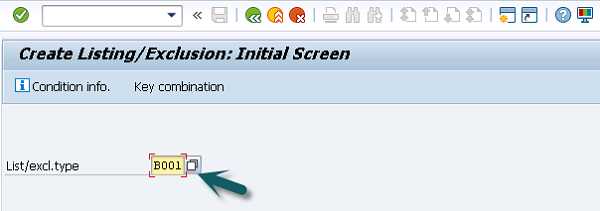 Create Listing/Exclusion: Initial Screen
Condition info. Key combination
List/excl.type B001